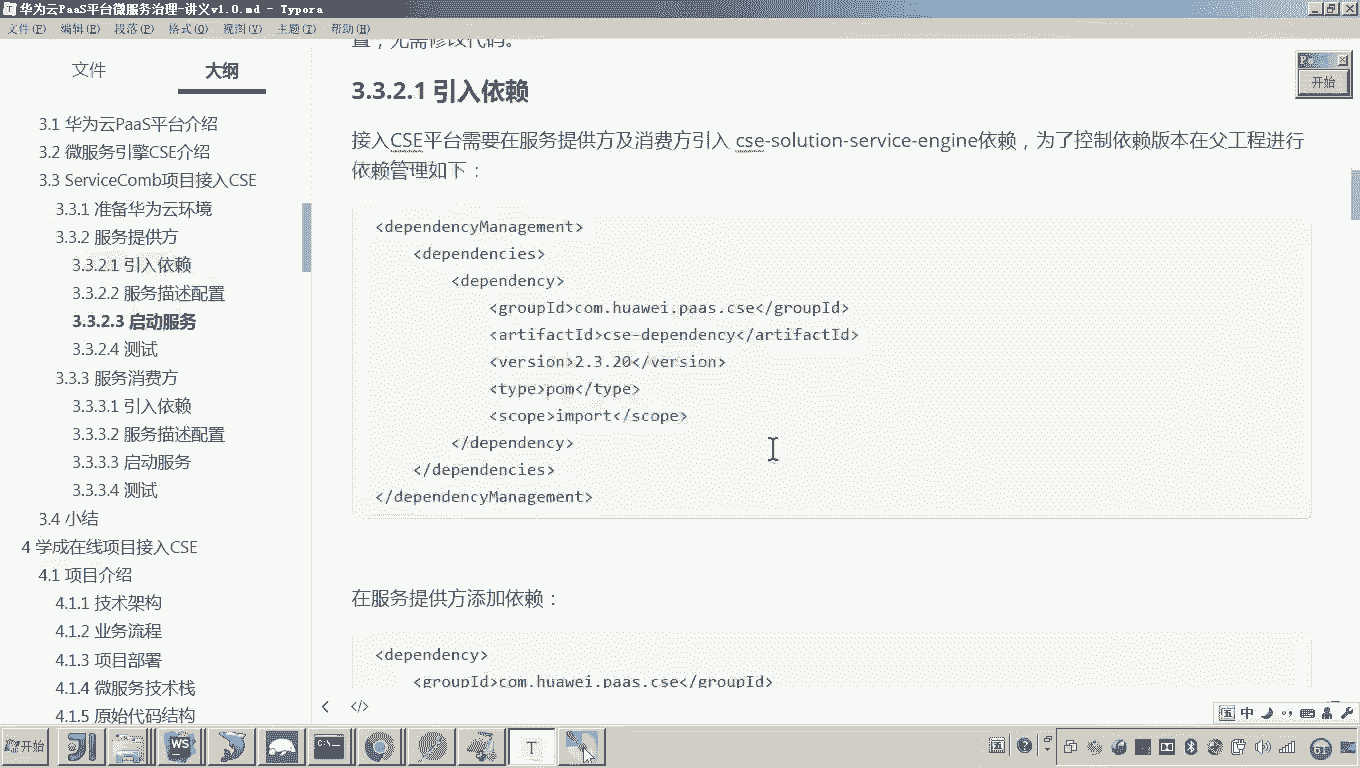 华为云PaaS平台微服务治理-讲义v1.0.md - Typora
文件(F) 编辑(E) 段落(P) 格式(O) 视图(V) 主题(T) 帮助(H)
文件 大纲
3.1 华为云PaaS平台介绍
3.2 微服务引擎CSE介绍
3.3 ServiceComb项目接入CSE
3.3.1 准备华为云环境
3.3.2 服务提供方
3.3.2.1 引入依赖
3.3.2.2 服务描述配置
3.3.2.3 启动服务
3.3.2.4 测试
3.3.3 服务消费方
3.3.3.1 引入依赖
3.3.3.2 服务描述配置
3.3.3.3 启动服务
3.3.3.4 测试
3.4 小结
4 学成在线项目接入CSE
4.1 项目介绍
4.1.1 技术架构
4.1.2 业务流程
4.1.3 项目部署
4.1.4 微服务技术栈
4.1.5 原始代码结构
置，无需修改代码。
3.3.2.1 引入依赖
接入CSE平台需要在服务提供方及消费方引入 cse-solution-service-engine依赖，为了控制依赖版本在父工程进行
依赖管理如下：
<dependencyManagement>
<dependencies>
<dependency>
<groupId>com.huawei.paas.cse</groupId>
<artifactId>cse-dependency</artifactId>
<version>2.3.20</version>
<type>pom</type>
<scope>import</scope>
</dependency>
</dependencies>
</dependencyManagement>
在服务提供方添加依赖：
<dependency>
<groupId>com.huawei.paas.cse</groupId>
开始
</>
中
开始
WS
T